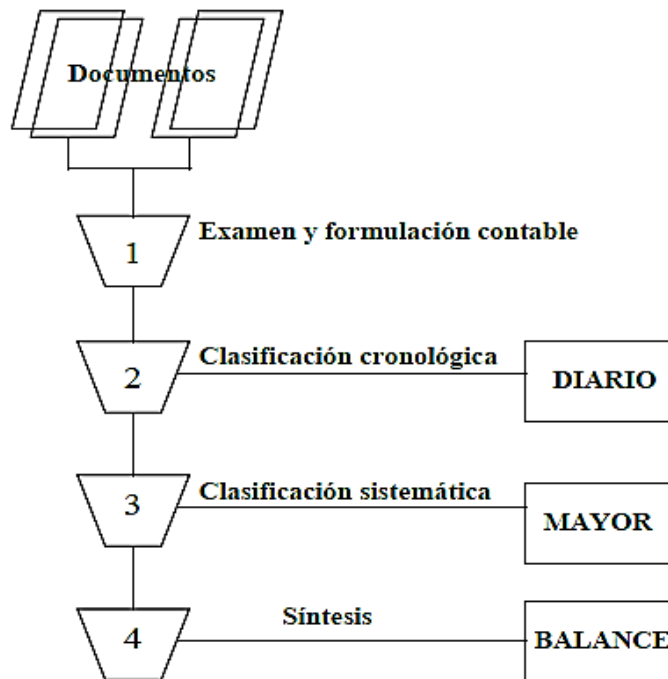 Documentos
1
Examen y formulación contable
2
Clasificación cronológica
DIARIO
3
Clasificación sistemática
MAYOR
4
Síntesis
BALANCE